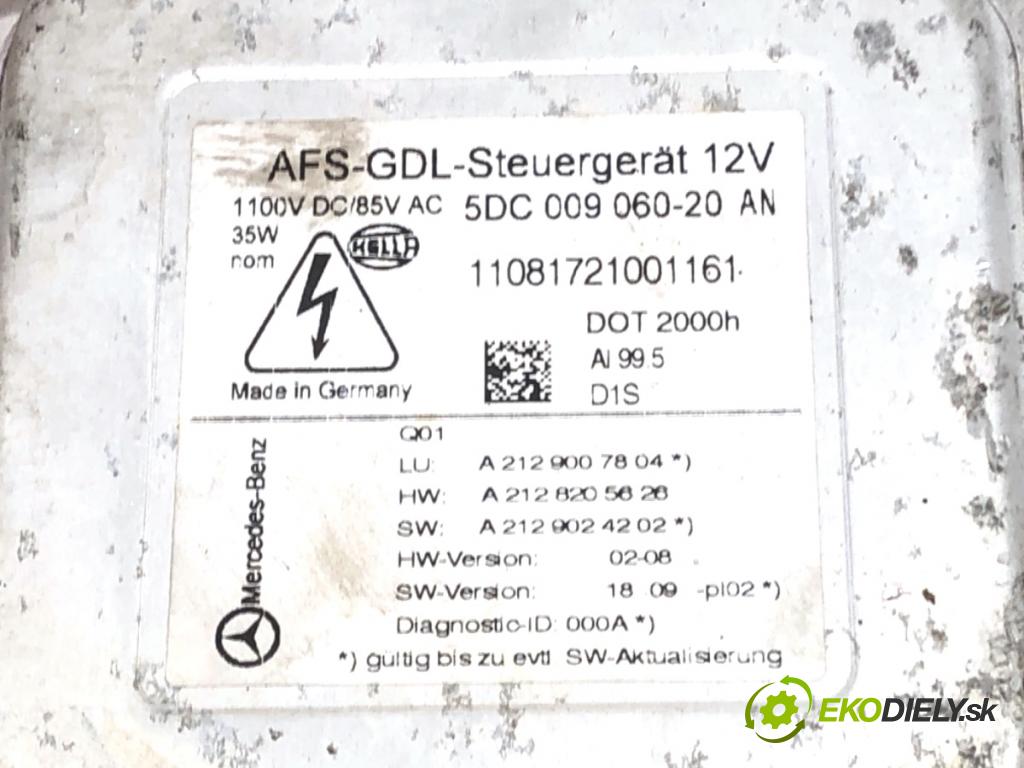 AFS-GDL-Steuergerät 12V
1100V DC/85V AC 5DC 009 060-20 AN
35W
nom
HELLA
11081721001161
DOT 2000h
Al 99.5
D1S
Made in Germany
Mercedes-Benz
Q01
LU: A 212 900 78 04 *)
HW: A 212 820 56 26
SW: A 212 902 42 02 *)
HW-Version: 02-08
SW-Version: 18 09 -pl02 *)
Diagnostic-ID: 000A *)
*) gültig bis zu evtl SW-Aktualisierung
EKODIELY.sk